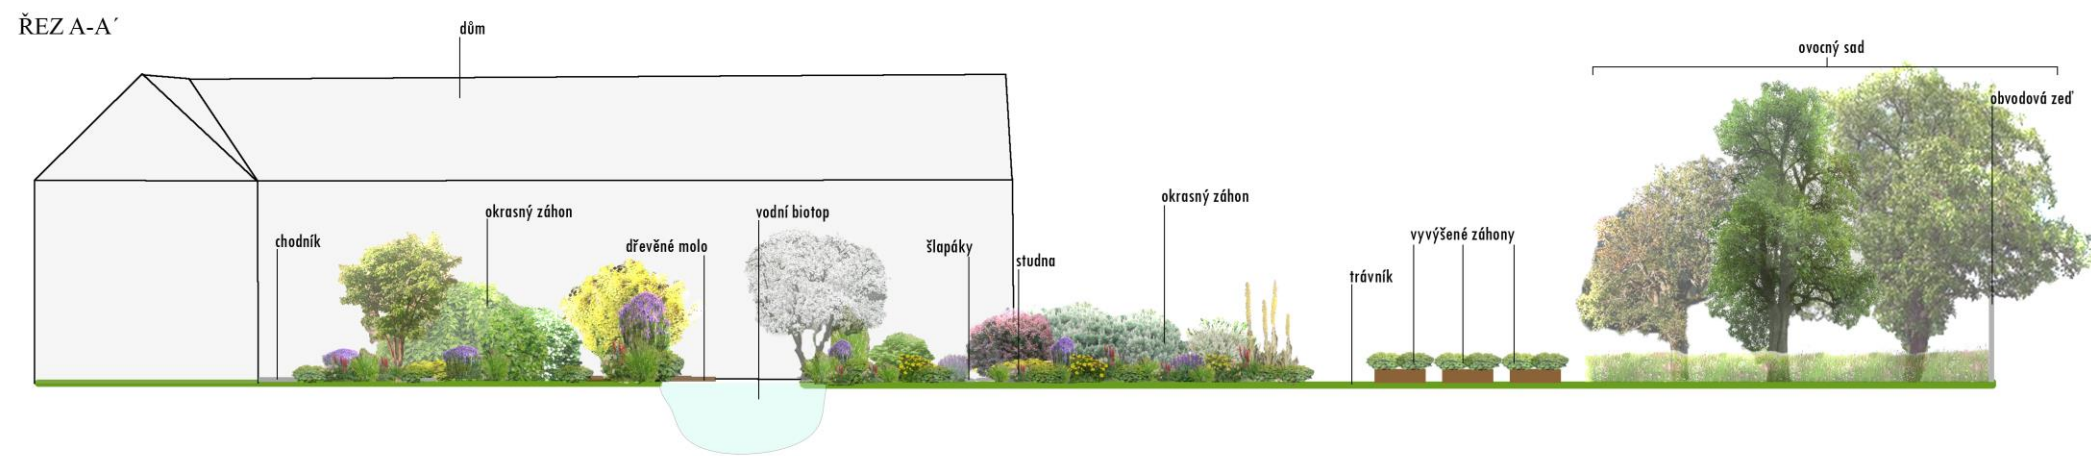 ŘEZ A-A´
dům
ovocný sad
obvodová zeď
okrasný záhon
okrasný záhon
vodní biotop
chodník
dřevěné molo
šlapáky
studna
vyvýšené záhony
trávník